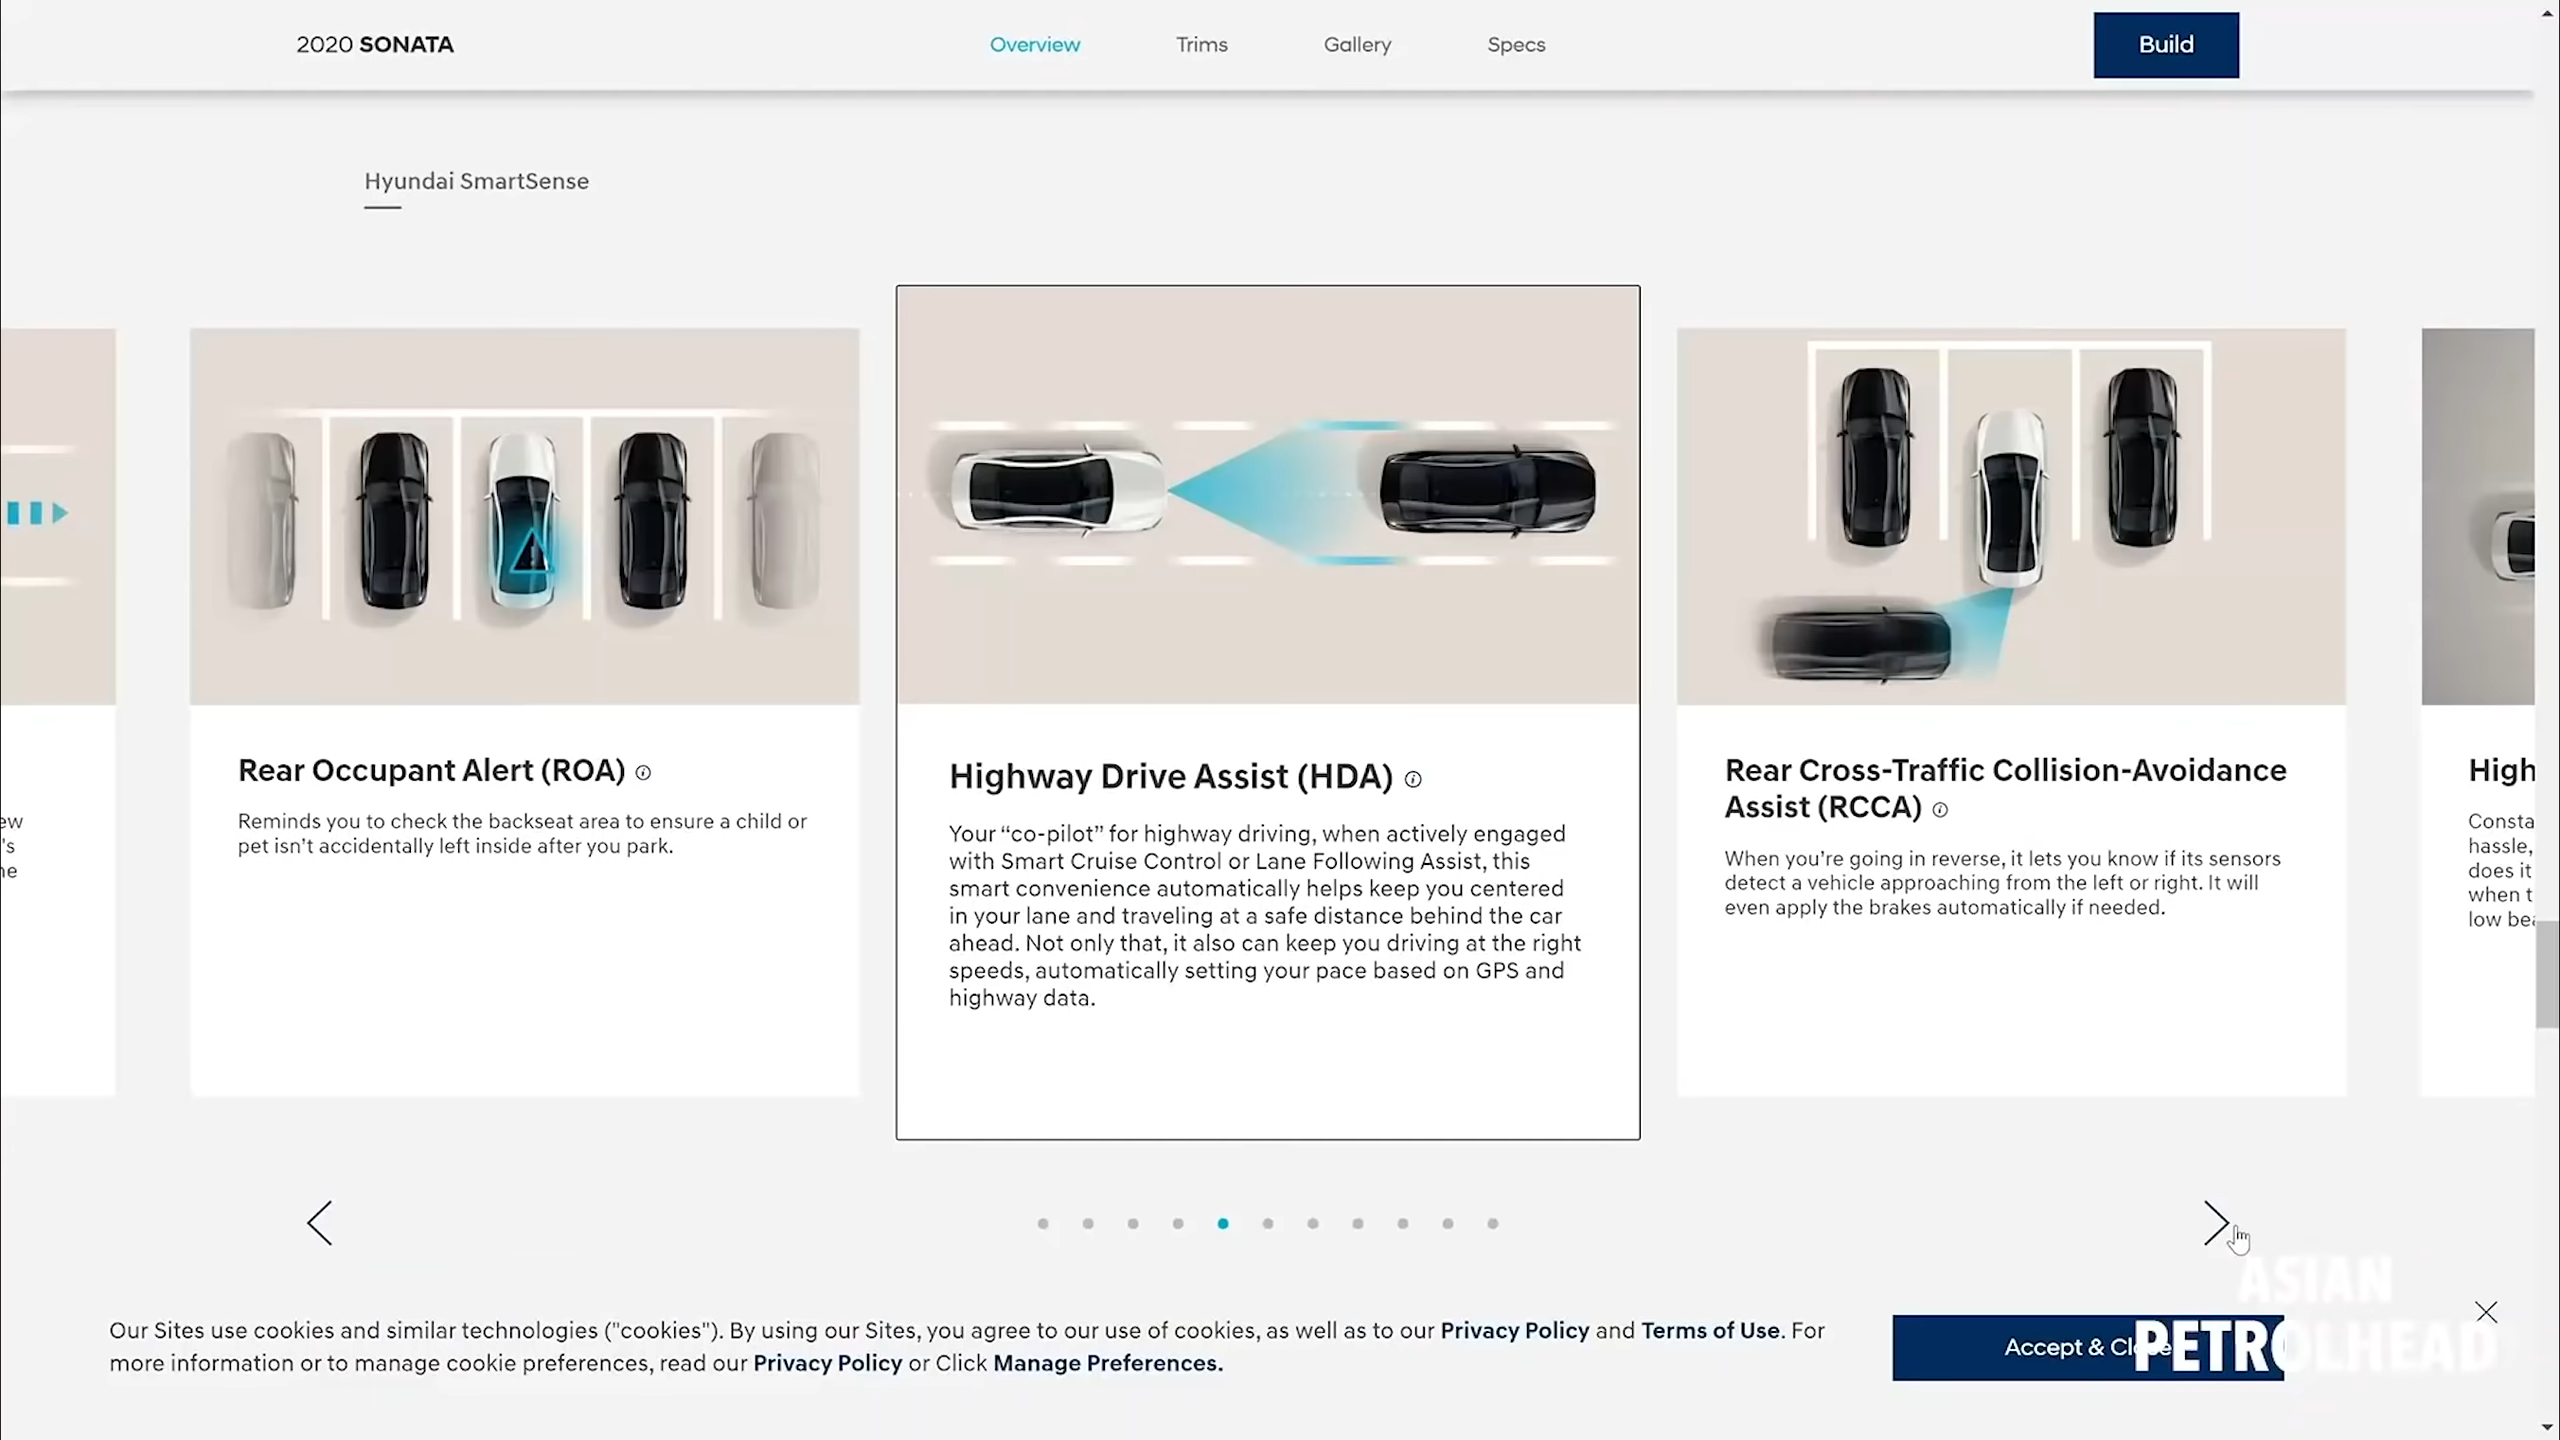 2020 SONATA
Overview
Trims
Gallery
Specs
Build
Hyundai SmartSense
Rear Occupant Alert (ROA)
Reminds you to check the backseat area to ensure a child or
pet isn't accidentally left inside after you park.
Highway Drive Assist (HDA)
Your “co-pilot” for highway driving, when actively engaged
with Smart Cruise Control or Lane Following Assist, this
smart convenience automatically helps keep you centered
in your lane and traveling at a safe distance behind the car
ahead. Not only that, it also can keep you driving at the right
speeds, automatically setting your pace based on GPS and
highway data.
Rear Cross-Traffic Collision-Avoidance
Assist (RCCA)
When you're going in reverse, it lets you know if its sensors
detect a vehicle approaching from the left or right. It will
even apply the brakes automatically if needed.
High
Consta
hassle,
does it
when t
low be
Our Sites use cookies and similar technologies ("cookies"). By using our Sites, you agree to our use of cookies, as well as to our Privacy Policy and Terms of Use. For
more information or to manage cookie preferences, read our Privacy Policy or Click Manage Preferences.
Accept & Close
ASIAN
PETROLHEAD